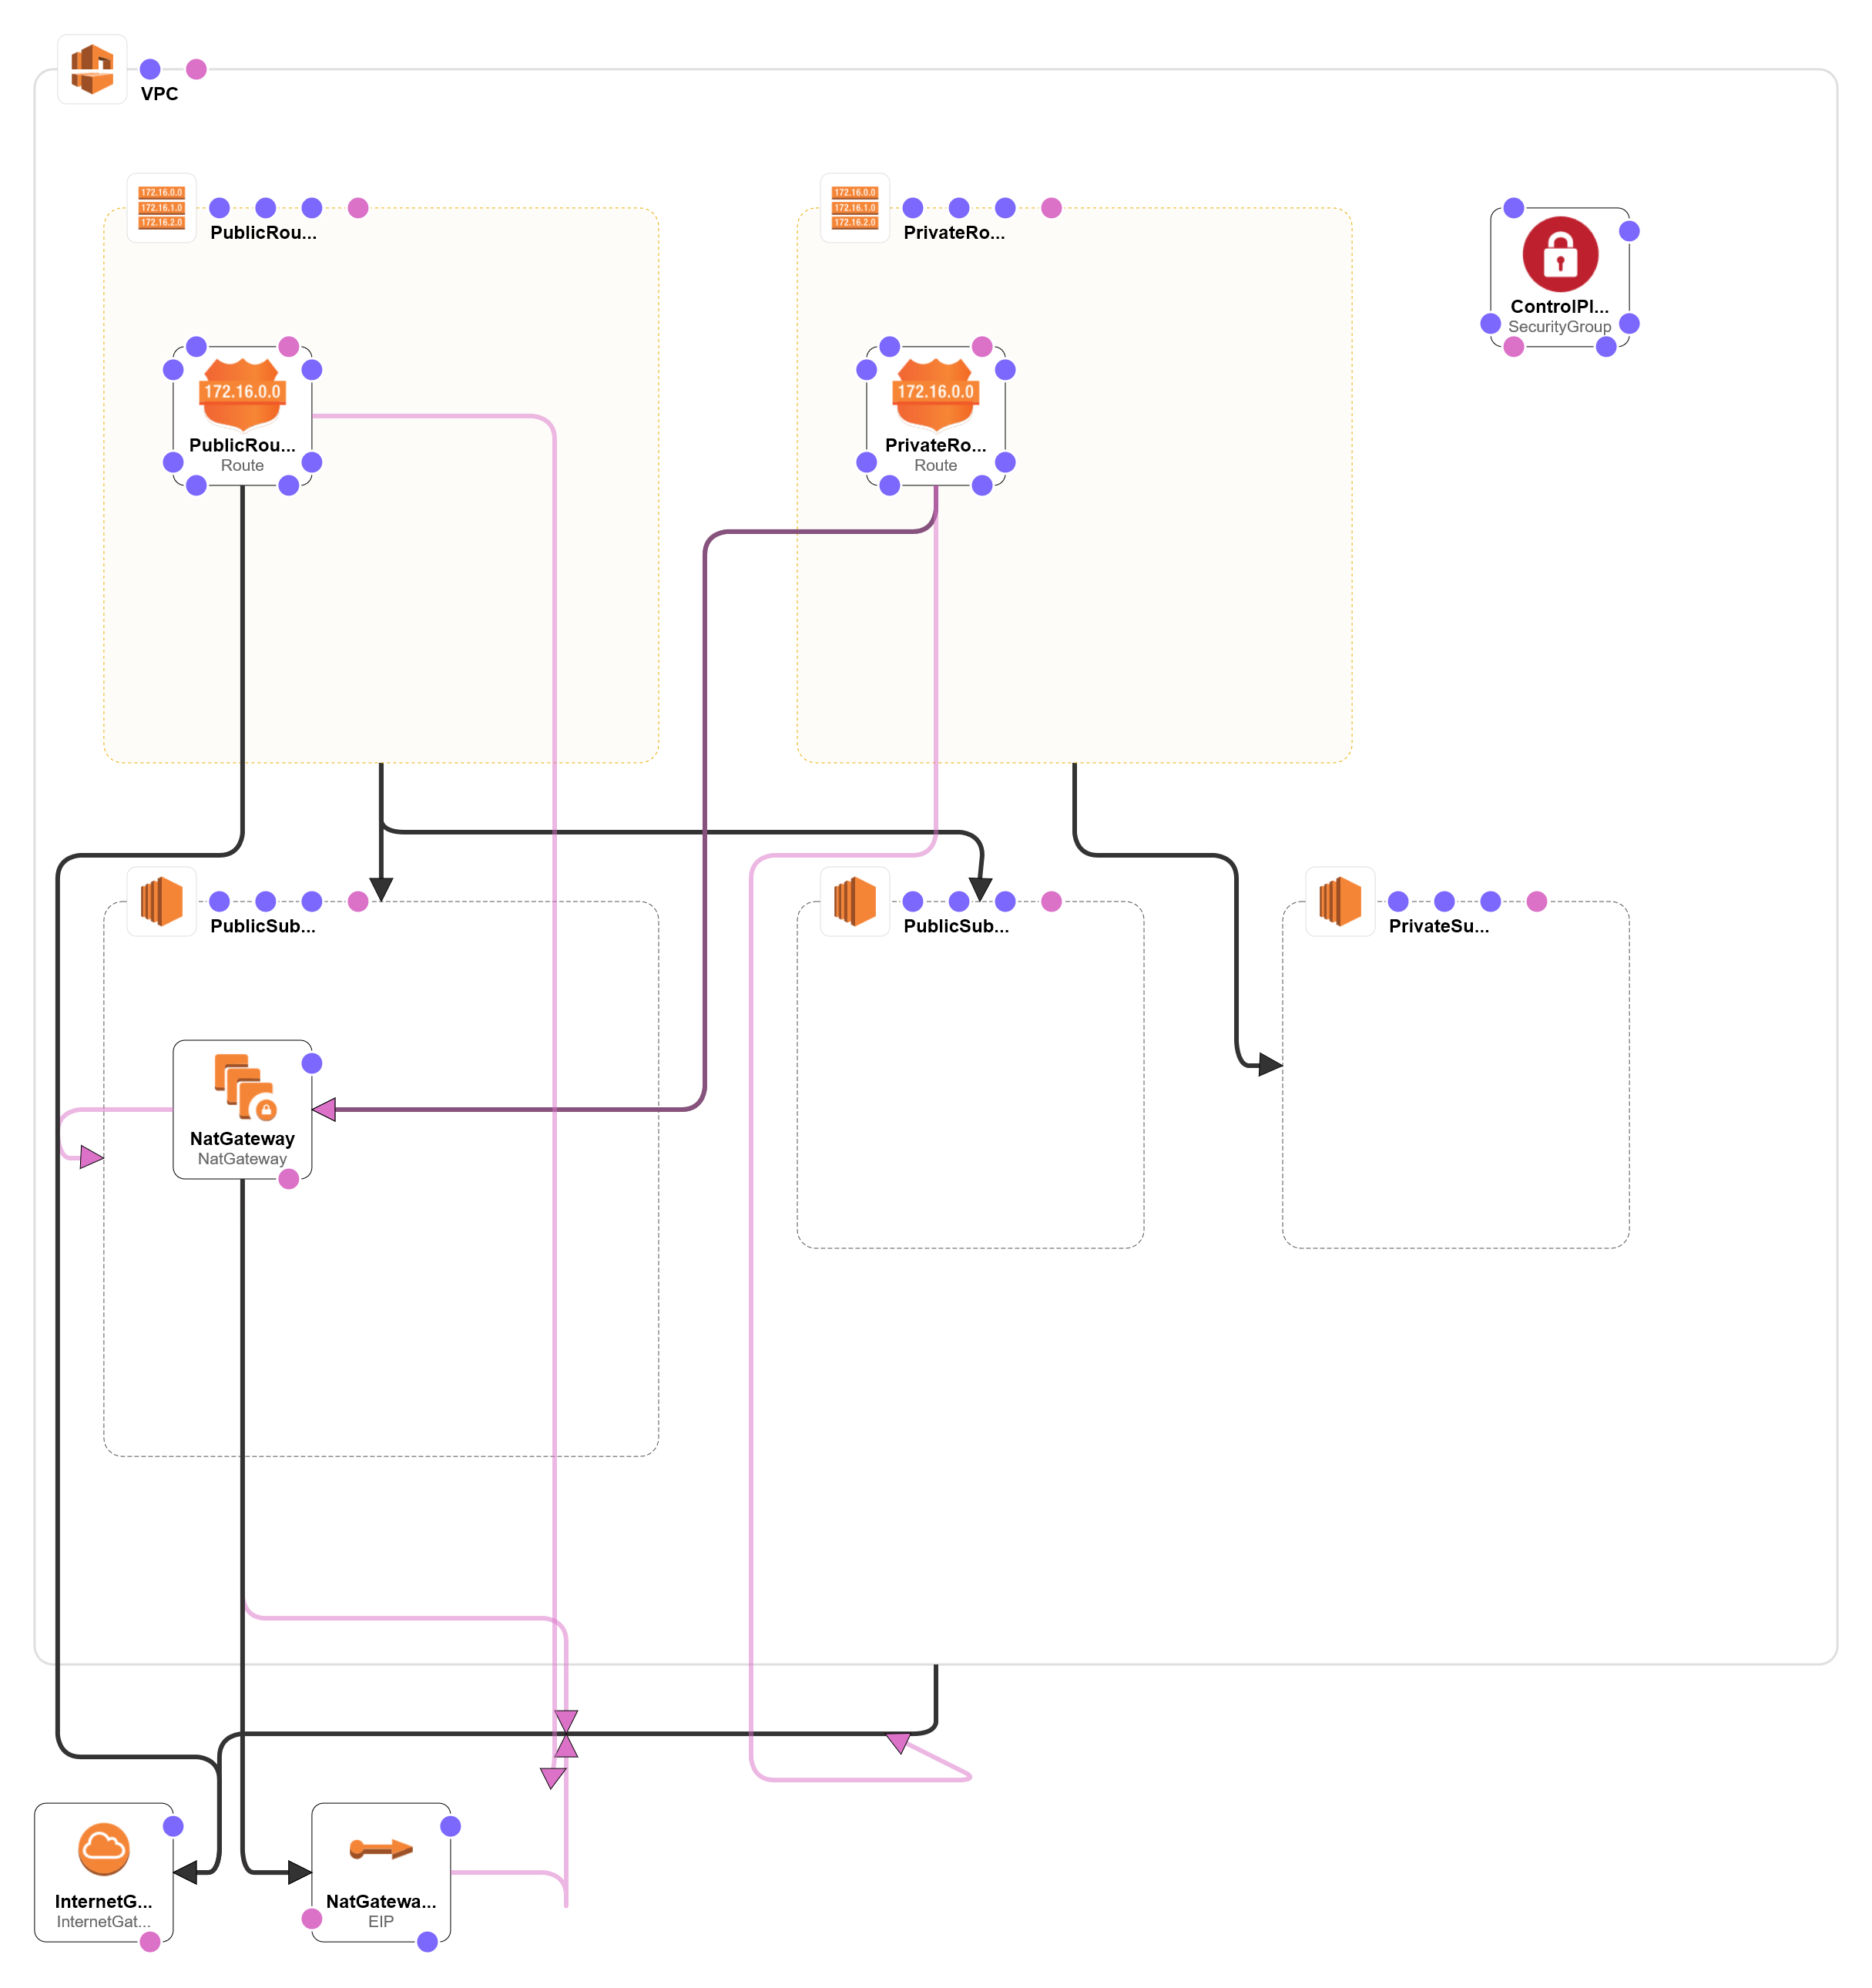 VPC
172.16.0.0
172.16.1.0
172.16.2.0
PublicRou...
172.16.0.0
172.16.1.0
172.16.2.0
PrivateRo...
ControlPl...
SecurityGroup
172.16.0.0
PublicRou...
Route
172.16.0.0
PrivateRo...
Route
PublicSub...
PublicSub...
PrivateSu...
NatGateway
NatGateway
InternetG...
InternetGat...
NatGatewa...
EIP